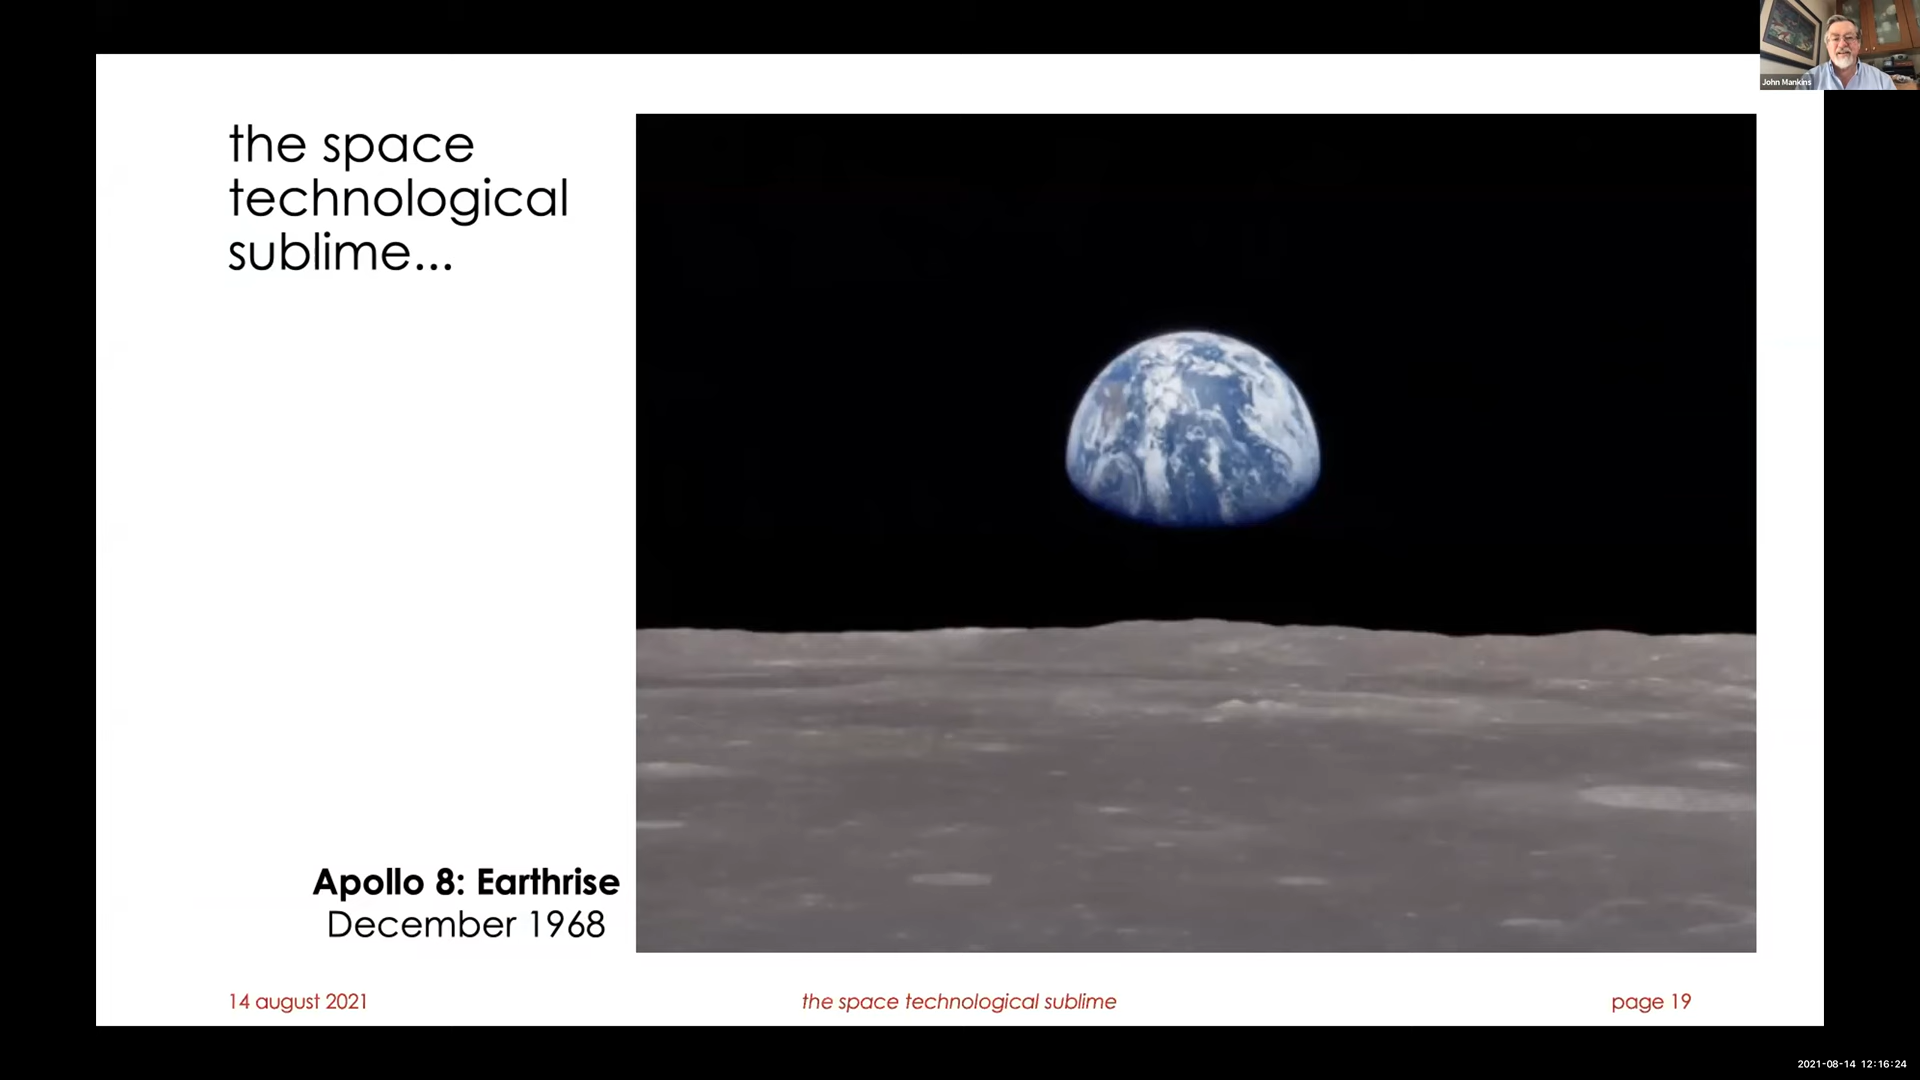 John Mankins
the space
technological
sublime...
Apollo 8: Earthrise
December 1968
14 august 2021
the space technological sublime
page 19
2021-08-14 12:16:24